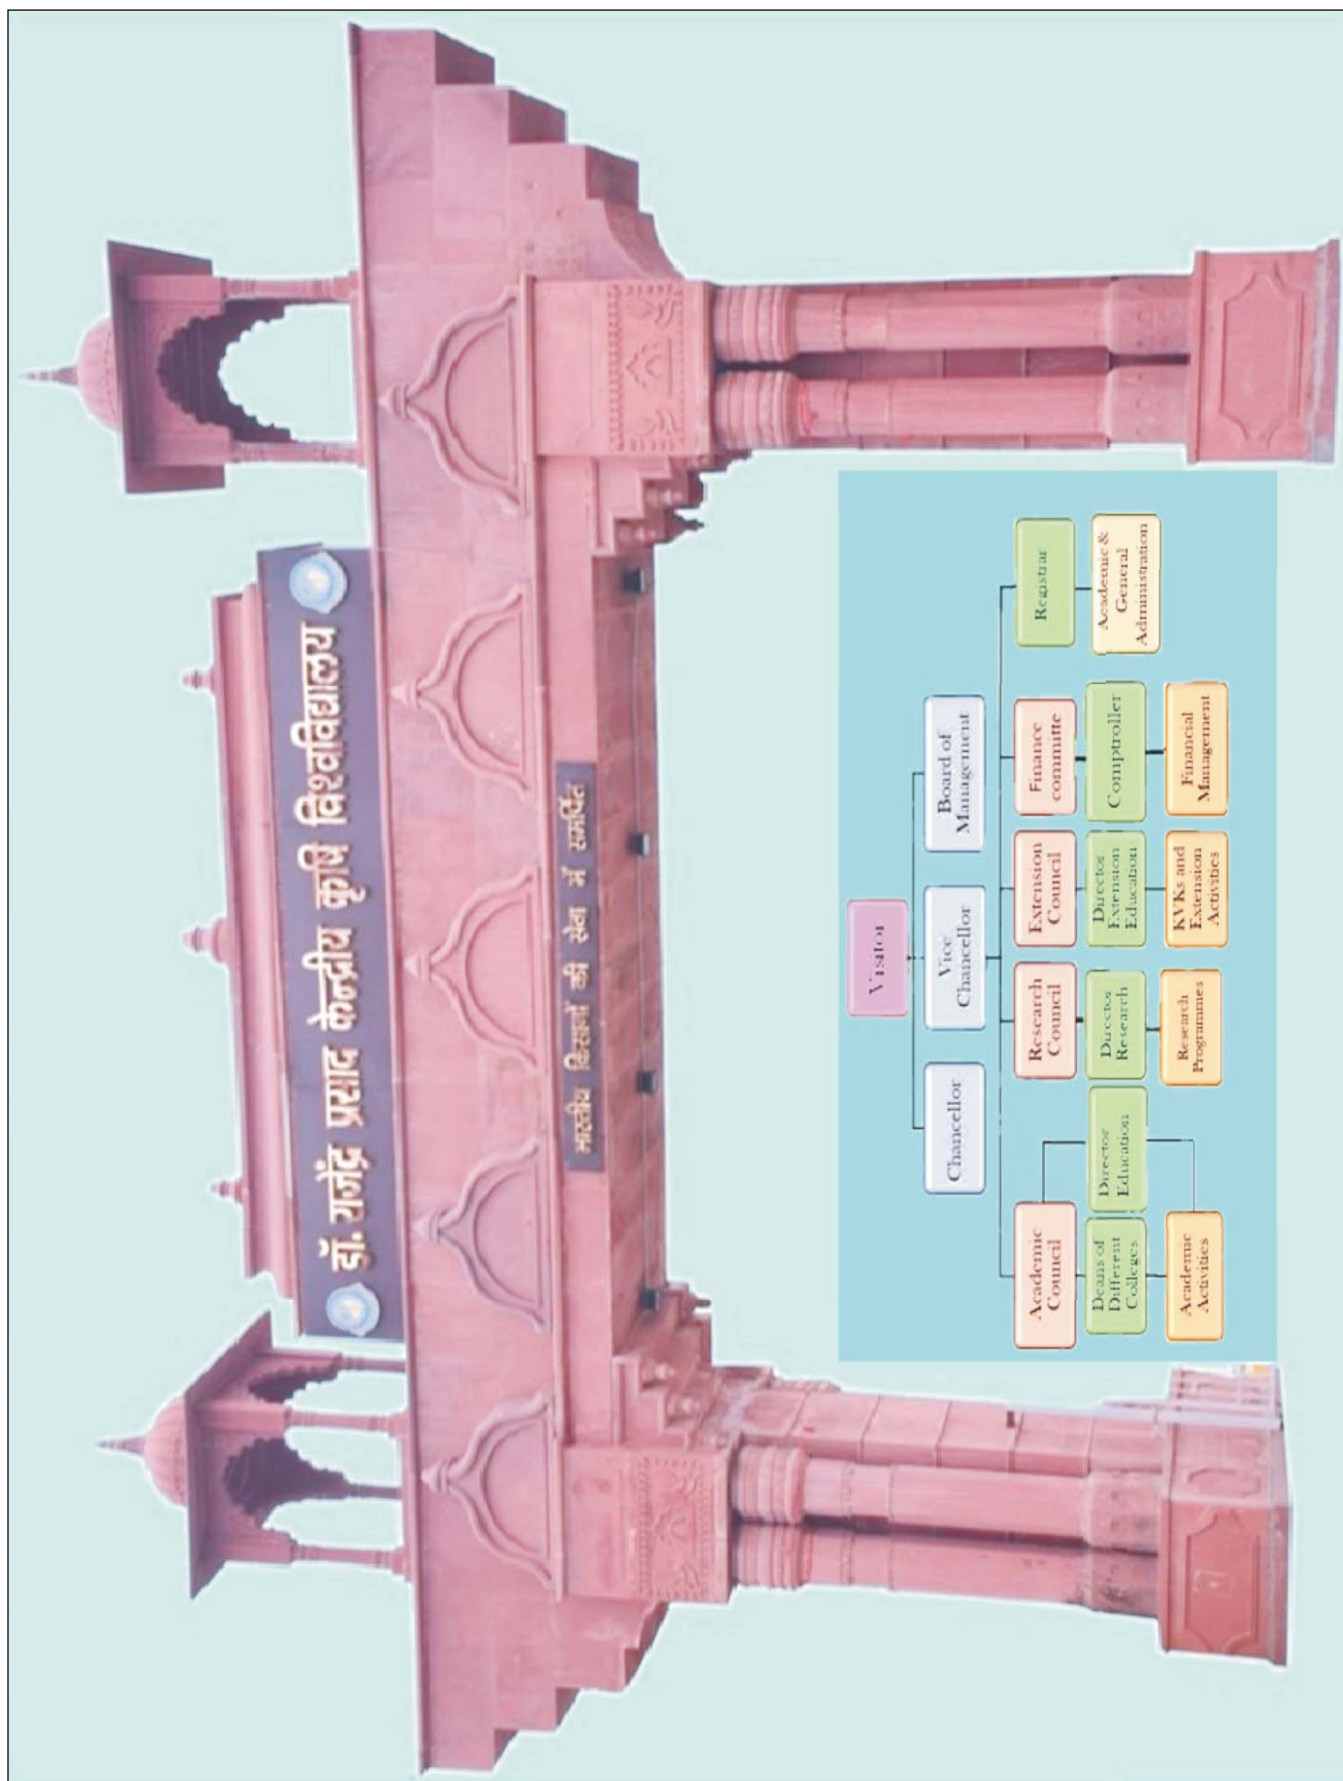 डॉ. राजेंद्र प्रसाद केन्द्रीय कृषि विश्वविद्यालय
भारतीय किसानों की सेवा में समर्पित
Visitor
Chancellor
Vice
Chancellor
Board of
Management
Academic
Council
Research
Council
Extension
Council
Finance
committe
Registrar
Deans of
Different
Colleges
Director
Education
Director
Research
Director
Extension
Education
Comptroller
Academic &
General
Administration
Academic
Activities
Research
Programmes
KVKs and
Extension
Activities
Financial
Management